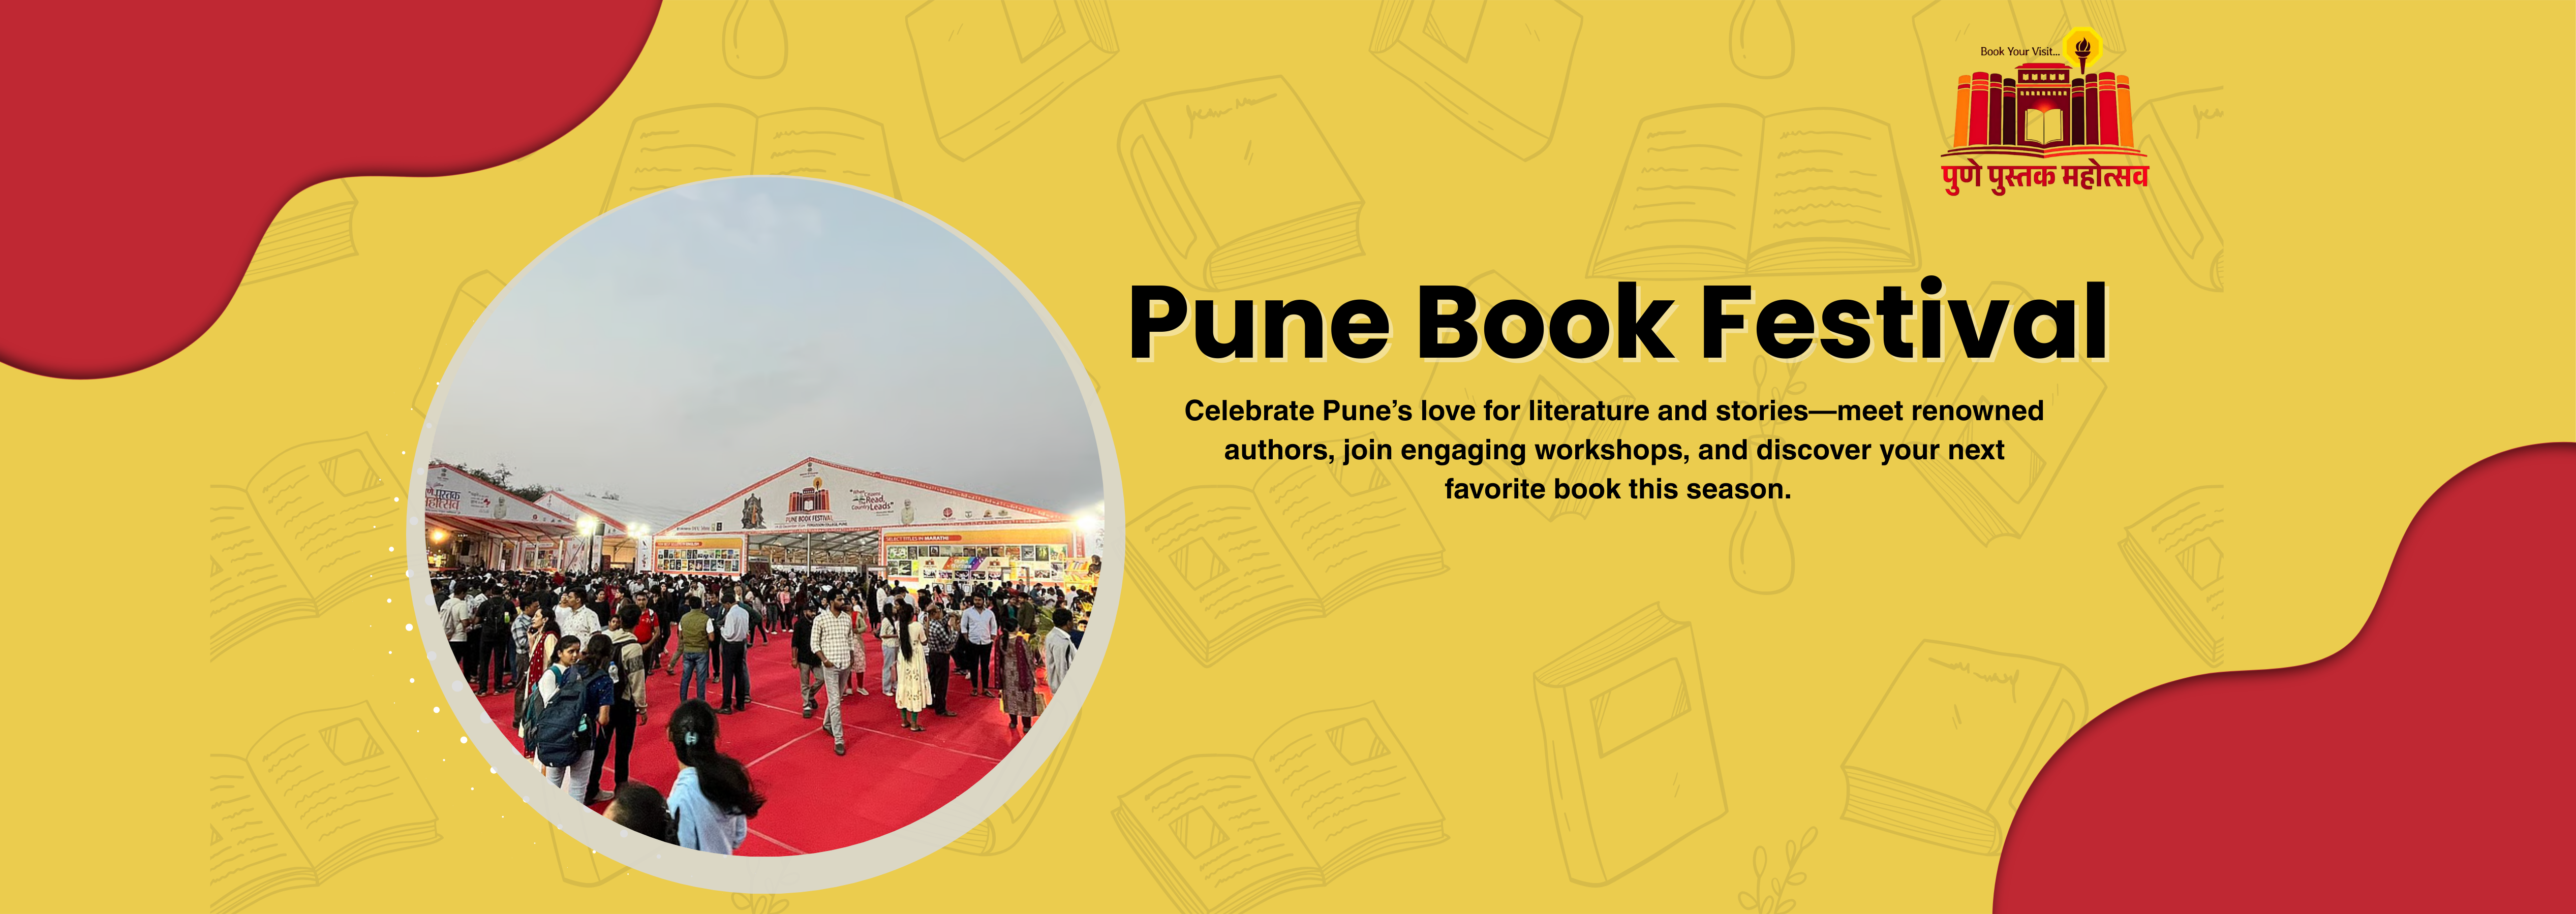 Book Your Visit...
पुणे पुस्तक महोत्सव
Pune Book Festival
Celebrate Pune’s love for literature and stories—meet renowned
authors, join engaging workshops, and discover your next
favorite book this season.
PUNE BOOK FESTIVAL
Read,
Country
Leads”
SELECT TITLES IN MARATHI